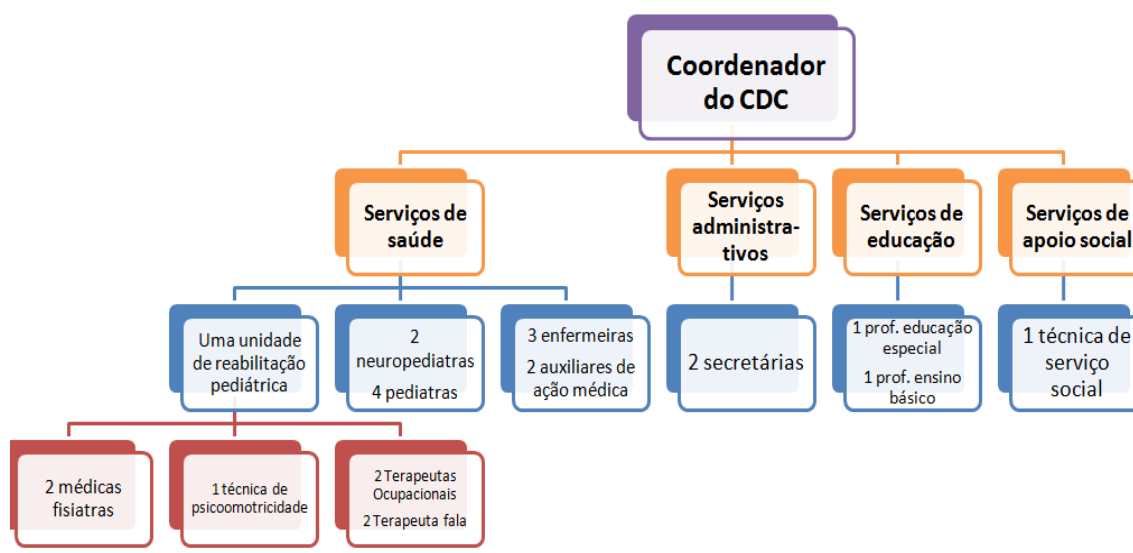 Coordenador
do CDC
Serviços de
saúde
Serviços
administra-
tivos
Serviços de
educação
Serviços de
apoio social
Uma unidade
de reabilitação
pediátrica
2
neuropediatras
4 pediatras
3 enfermeiras
2 auxiliares de
ação médica
2 secretárias
1 prof. educação
especial
1 prof. ensino
básico
1 técnica de
serviço
social
2 médicas
fisiatras
1 técnica de
psicoomotricidade
2 Terapeutas
Ocupacionais
2 Terapeuta fala